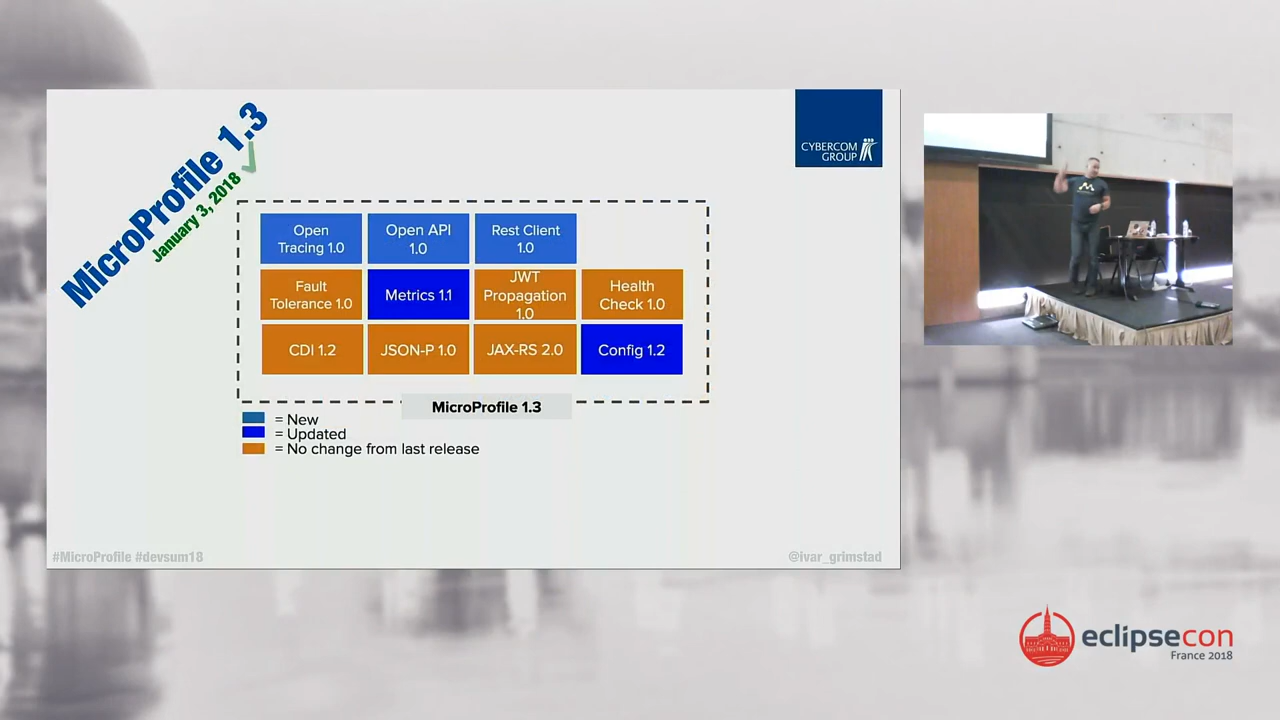 MicroProfile 1.3
January 3, 2018
CYBERCOM
GROUP
Open
Tracing 1.0
Open API
1.0
Rest Client
1.0
Fault
Tolerance 1.0
Metrics 1.1
JWT
Propagation
1.0
Health
Check 1.0
CDI 1.2
JSON-P 1.0
JAX-RS 2.0
Config 1.2
MicroProfile 1.3
= New
= Updated
= No change from last release
#MicroProfile #devsum18
@ivar_grimstad
eclipsecon
France 2018